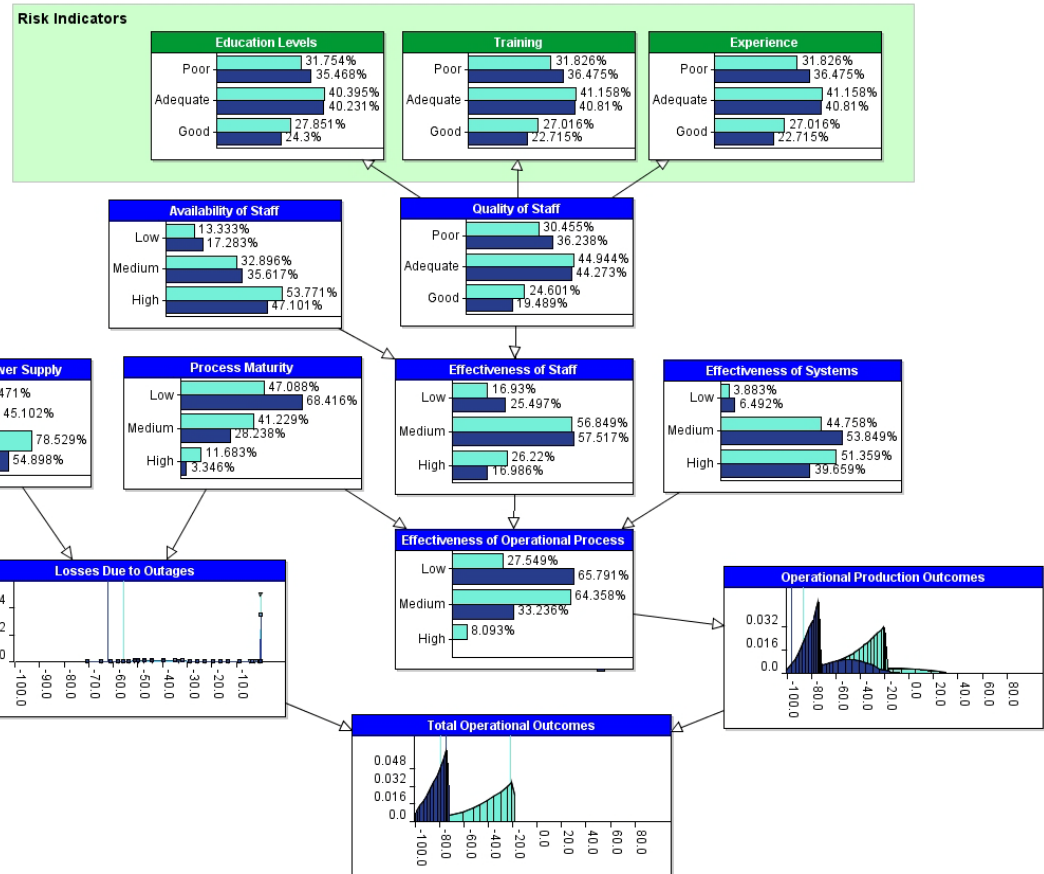 Risk Indicators
Education Levels
Poor
31.754%
35.468%
Adequate
40.395%
40.231%
Good
27.851%
24.3%
Training
Poor
31.826%
36.475%
Adequate
41.158%
40.81%
Good
27.016%
22.715%
Experience
Poor
31.826%
36.475%
Adequate
41.158%
40.81%
Good
27.016%
22.715%
Availability of Staff
Low
13.333%
17.283%
Medium
32.896%
35.617%
High
53.771%
47.101%
Quality of Staff
Poor
30.455%
36.238%
Adequate
44.944%
44.273%
Good
24.601%
19.489%
wer Supply
471%
45.102%
78.529%
54.898%
Process Maturity
Low
47.088%
68.416%
Medium
41.229%
28.238%
High
11.683%
3.346%
Effectiveness of Staff
Low
16.93%
25.497%
Medium
56.849%
57.517%
High
26.22%
16.986%
Effectiveness of Systems
Low
3.883%
6.492%
Medium
44.758%
53.849%
High
51.359%
39.659%
Effectiveness of Operational Process
Low
27.549%
65.791%
Medium
64.358%
33.236%
High
8.093%
Losses Due to Outages
4
2
0
-100.0
-90.0
-80.0
-70.0
-60.0
-50.0
-40.0
-30.0
-20.0
-10.0
Operational Production Outcomes
0.032
0.016
0.0
-100.0
-80.0
-60.0
-40.0
-20.0
0.0
20.0
40.0
60.0
80.0
Total Operational Outcomes
0.048
0.032
0.016
0.0
-100.0
-80.0
-60.0
-40.0
-20.0
0.0
20.0
40.0
60.0
80.0